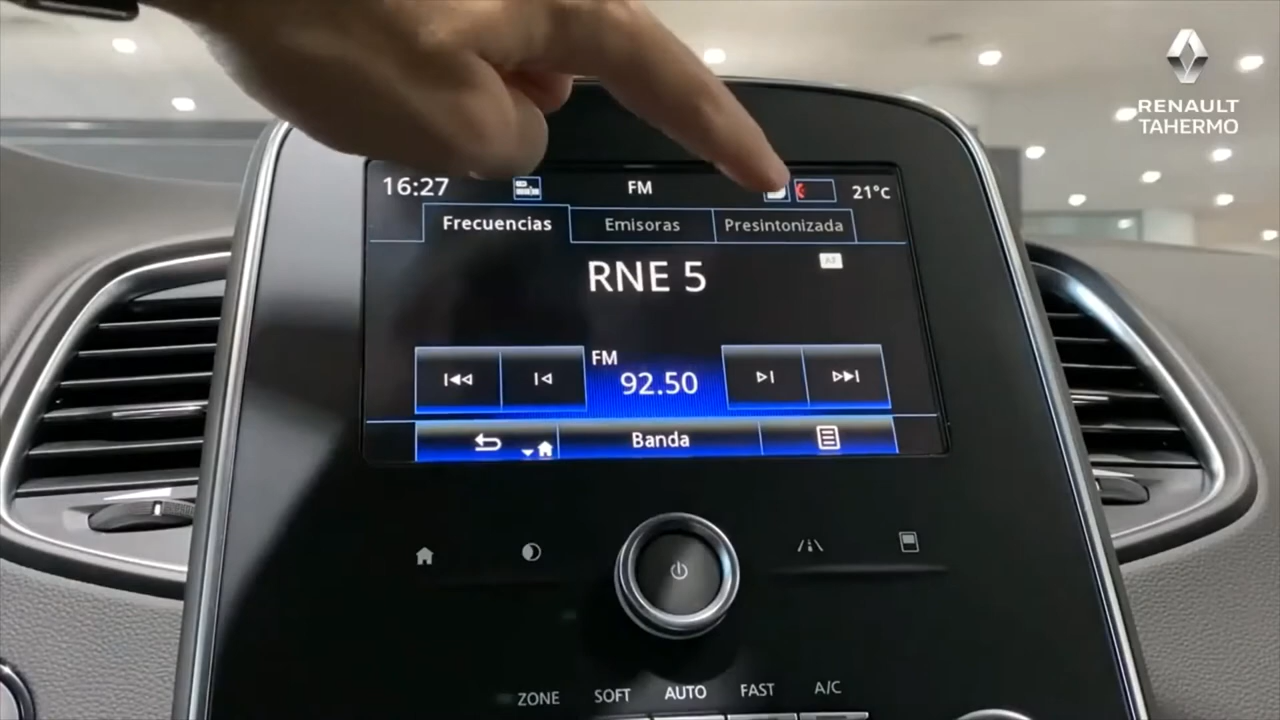 RENAULT
TAHERMO
16:27
FM
21°C
Frecuencias
Emisoras
Presintonizada
RNE 5
FM
92.50
Banda
ZONE
SOFT
AUTO
FAST
A/C